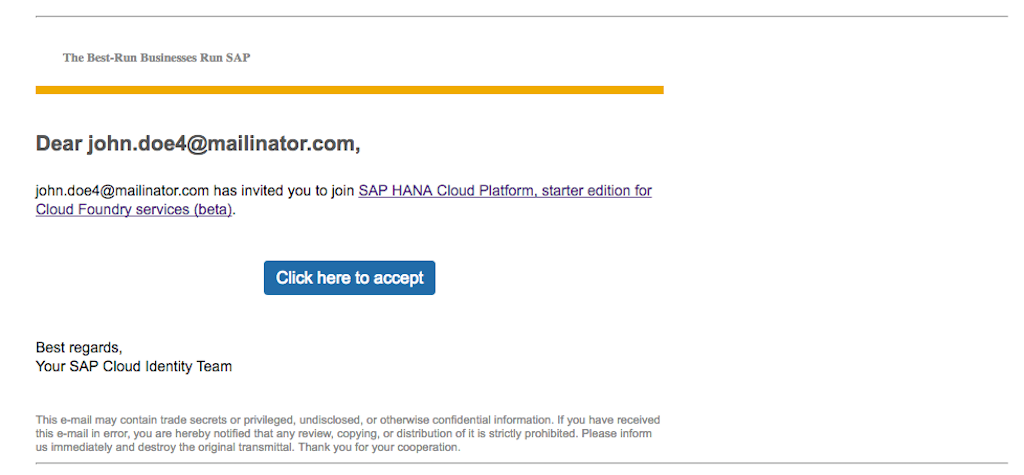 The Best-Run Businesses Run SAP
Dear john.doe4@mailinator.com,
john.doe4@mailinator.com has invited you to join SAP HANA Cloud Platform, starter edition for
Cloud Foundry services (beta).
Click here to accept
Best regards,
Your SAP Cloud Identity Team
This e-mail may contain trade secrets or privileged, undisclosed, or otherwise confidential information. If you have received
this e-mail in error, you are hereby notified that any review, copying, or distribution of it is strictly prohibited. Please inform
us immediately and destroy the original transmittal. Thank you for your cooperation.